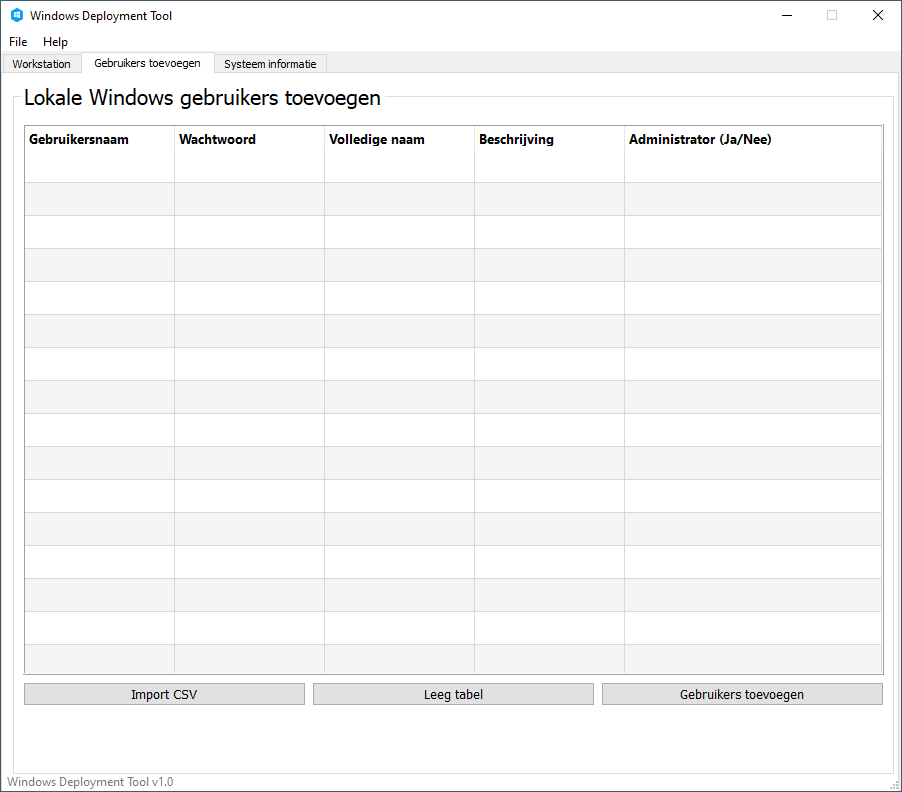 Windows Deployment Tool
File Help
Workstation Gebruikers toevoegen Systeem informatie
Lokale Windows gebruikers toevoegen
Gebruikersnaam Wachtwoord Volledige naam Beschrijving Administrator (Ja/Nee)
Import CSV Leeg tabel Gebruikers toevoegen
Windows Deployment Tool v1.0